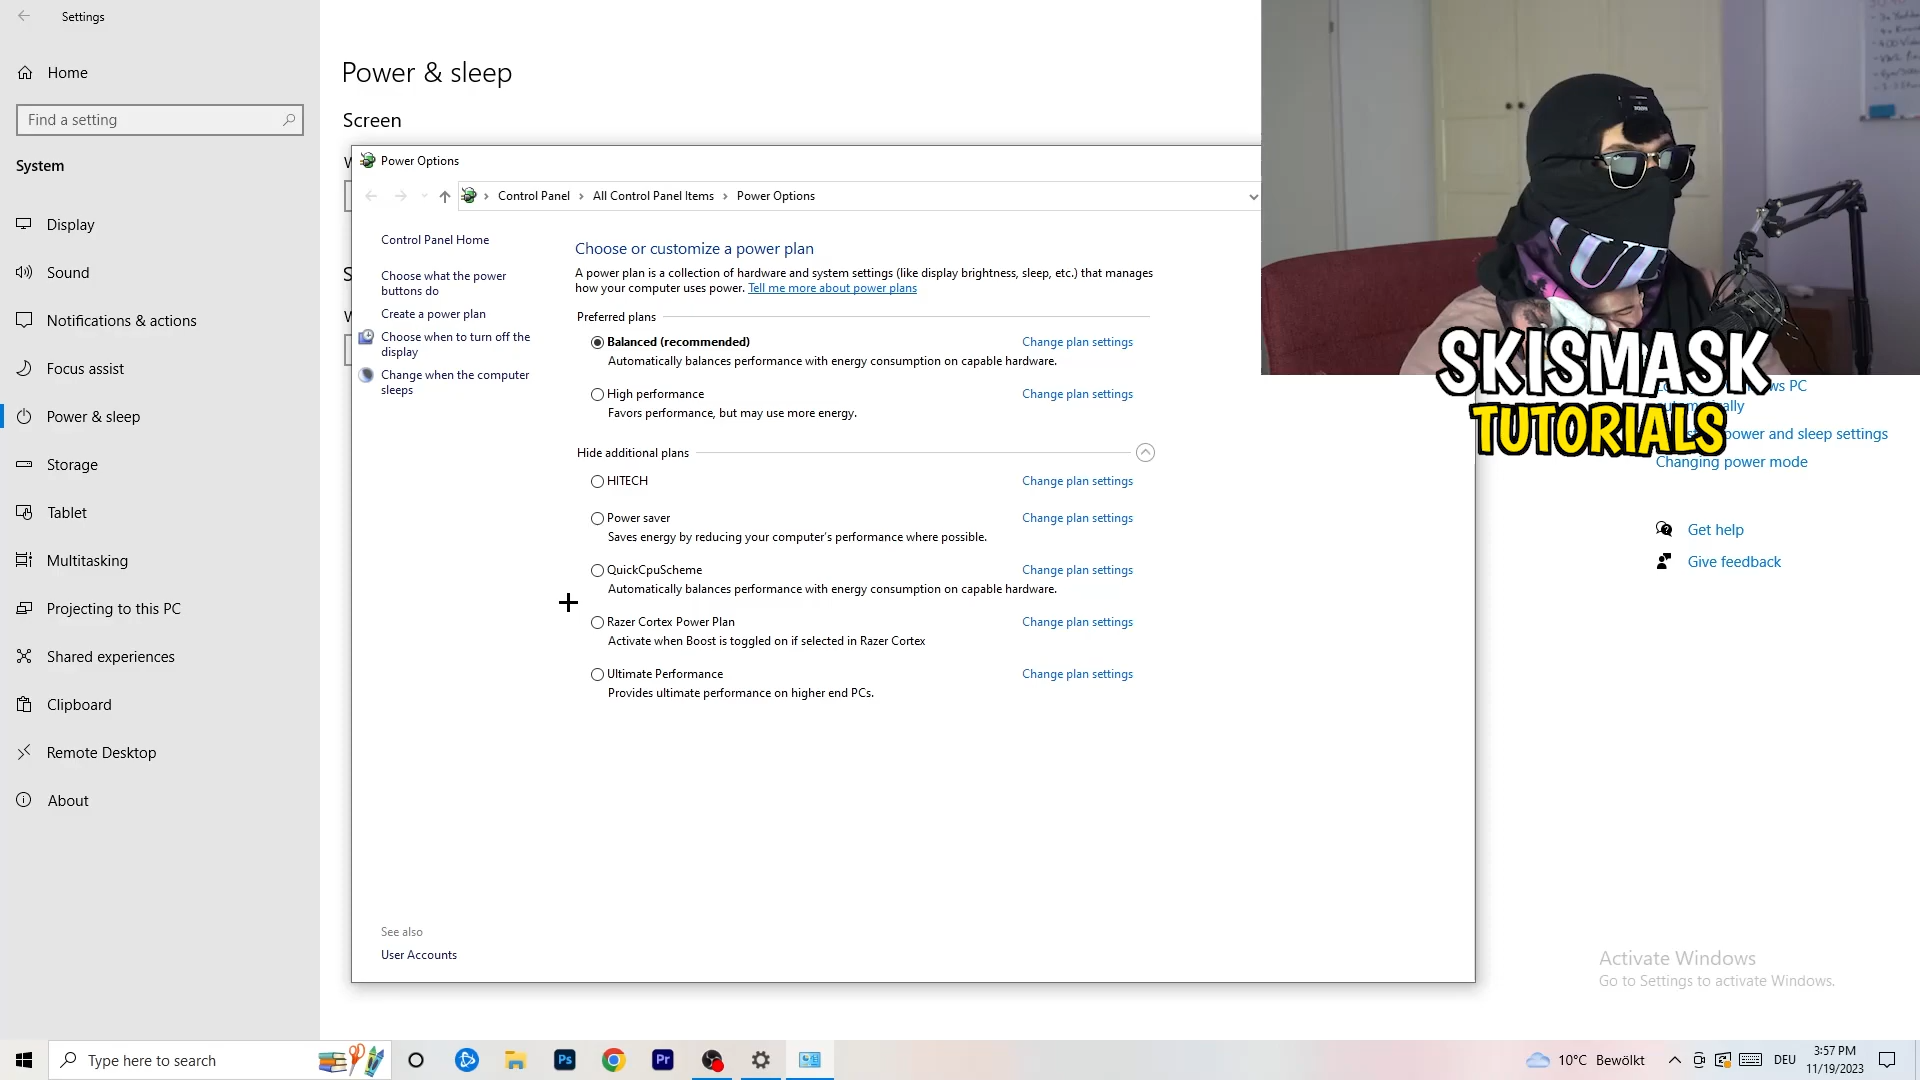 Settings
Home
Find a setting
System
Display
Sound
Notifications & actions
Focus assist
Power & sleep
Storage
Tablet
Multitasking
Projecting to this PC
Shared experiences
Clipboard
Remote Desktop
About
Power & sleep
Screen
Power Options
Control Panel
All Control Panel Items
Power Options
Control Panel Home
Choose what the power
buttons do
Create a power plan
Choose when to turn off the
display
Change when the computer
sleeps
See also
User Accounts
Choose or customize a power plan
A power plan is a collection of hardware and system settings (like display brightness, sleep, etc.) that manages
how your computer uses power. Tell me more about power plans
Preferred plans
Balanced (recommended) Change plan settings
Automatically balances performance with energy consumption on capable hardware.
High performance Change plan settings
Favors performance, but may use more energy.
Hide additional plans
HITECH Change plan settings
Power saver Change plan settings
Saves energy by reducing your computer's performance where possible.
QuickCpuScheme Change plan settings
Automatically balances performance with energy consumption on capable hardware.
Razer Cortex Power Plan Change plan settings
Activate when Boost is toggled on if selected in Razer Cortex
Ultimate Performance Change plan settings
Provides ultimate performance on higher end PCs.
SKISMASK
TUTORIALS
PC
power and sleep settings
Changing power mode
Get help
Give feedback
Activate Windows
Go to Settings to activate Windows.
Type here to search
Ps
Pr
10°C Bewölkt
DEU
3:57 PM
11/19/2023